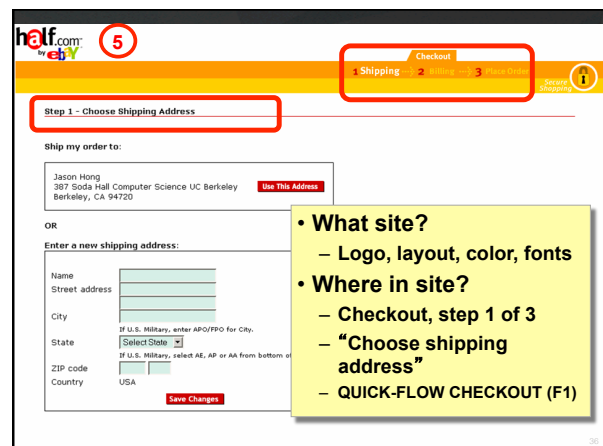 half.com™
by ebY
5
Checkout
1 Shipping 2 Billing 3 Place Order
Secure
Shopping
Step 1 - Choose Shipping Address
Ship my order to:
Jason Hong
387 Soda Hall Computer Science UC Berkeley
Berkeley, CA 94720
Use This Address
OR
Enter a new shipping address:
Name
Street address
City
If U.S. Military, enter APO/FPO for City.
State
Select State
If U.S. Military, select AE, AP or AA from bottom of
ZIP code
Country USA
Save Changes
• What site?
– Logo, layout, color, fonts
• Where in site?
– Checkout, step 1 of 3
– “Choose shipping
address”
– QUICK-FLOW CHECKOUT (F1)
36